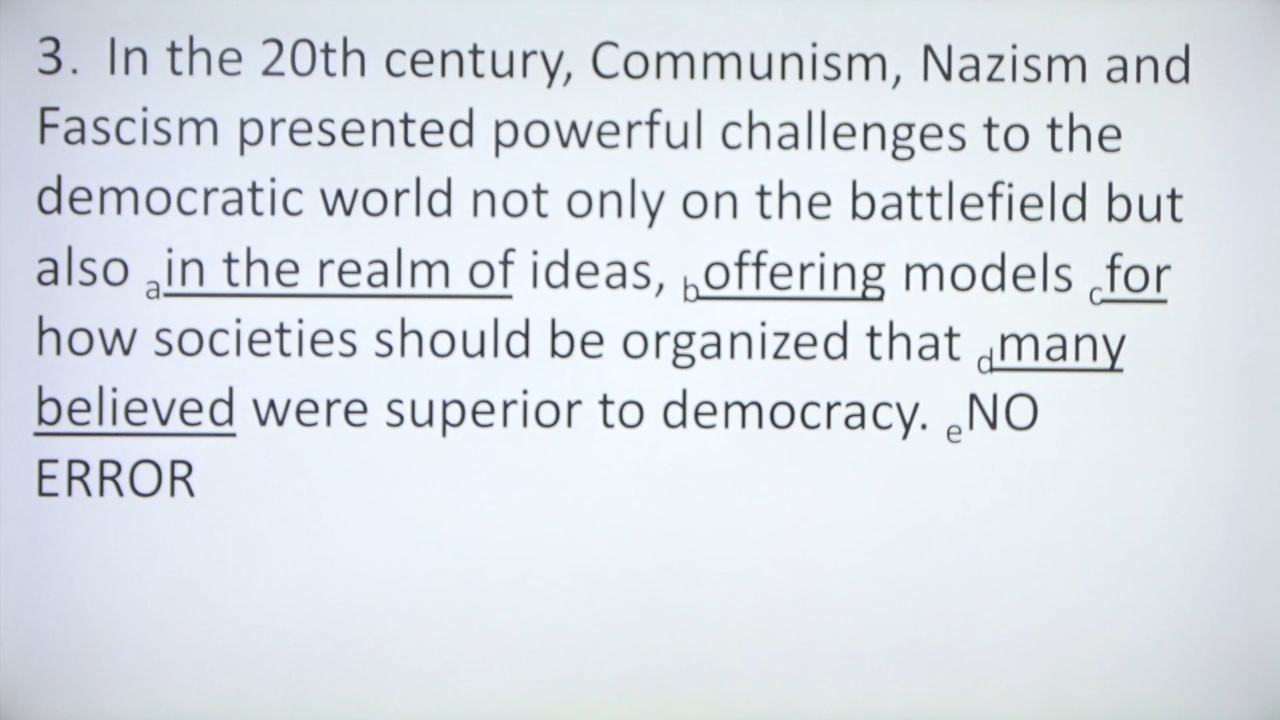 3. In the 20th century, Communism, Nazism and
Fascism presented powerful challenges to the
democratic world not only on the battlefield but
also a in the realm of ideas, b offering models c for
how societies should be organized that d many
believed were superior to democracy. e NO
ERROR